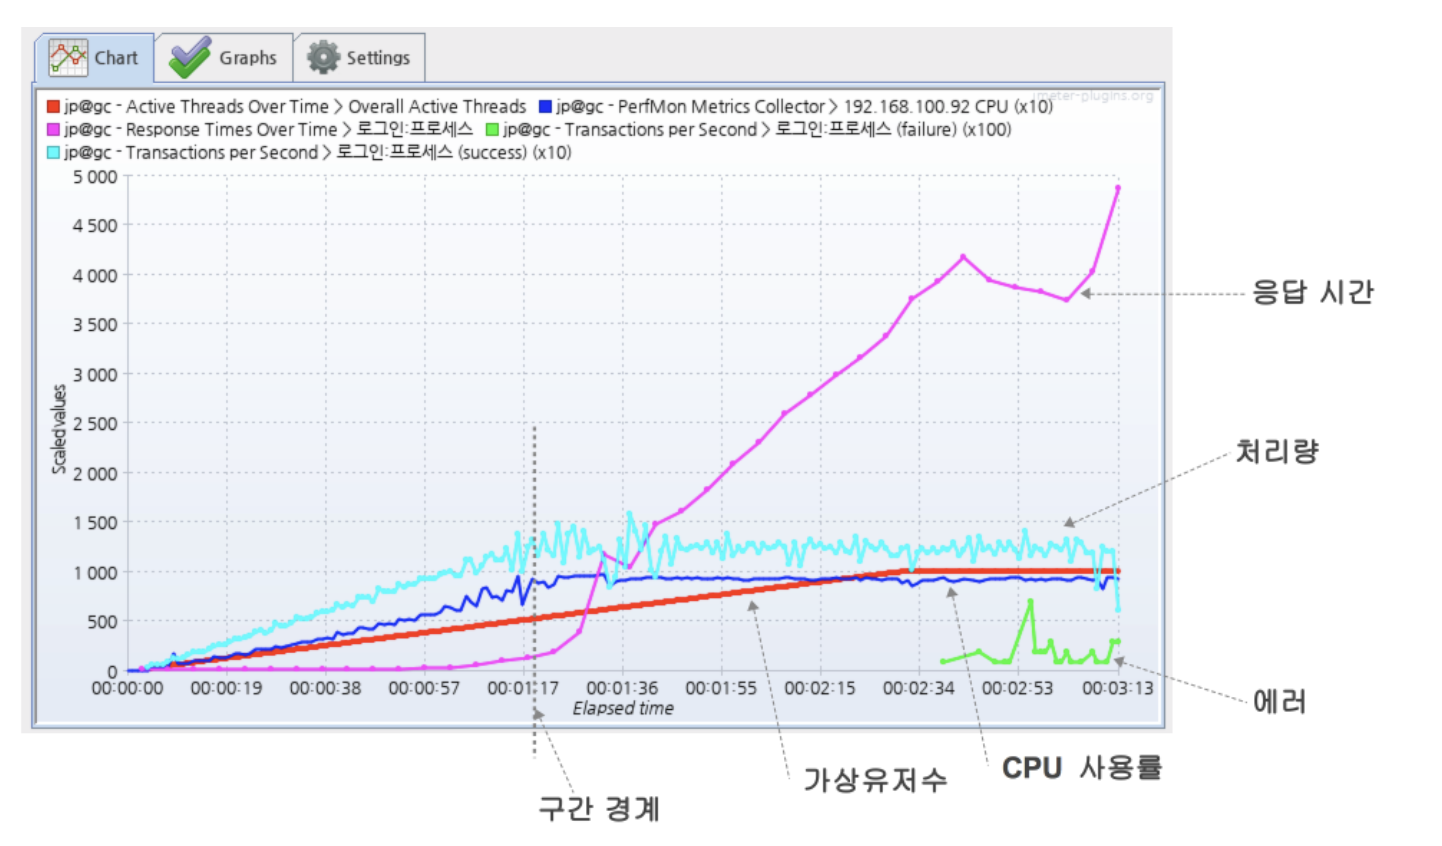 Chart Graphs Settings
jp@gc - Active Threads Over Time > Overall Active Threads jp@gc - PerfMon Metrics Collector > 192.168.100.92 CPU (x10)
jmeter-plugins.org
jp@gc - Response Times Over Time > 로그인:프로세스 jp@gc - Transactions per Second > 로그인:프로세스 (failure) (x100)
jp@gc - Transactions per Second > 로그인:프로세스 (success) (x10)
5 000
4 500
4 000
3 500
3 000
2 500
2 000
1 500
1 000
500
0
Scaled values
00:00:00 00:00:19 00:00:38 00:00:57 00:01:17 00:01:36 00:01:55 00:02:15 00:02:34 00:02:53 00:03:13
Elapsed time
응답 시간
처리량
에러
CPU 사용률
가상유저수
구간 경계